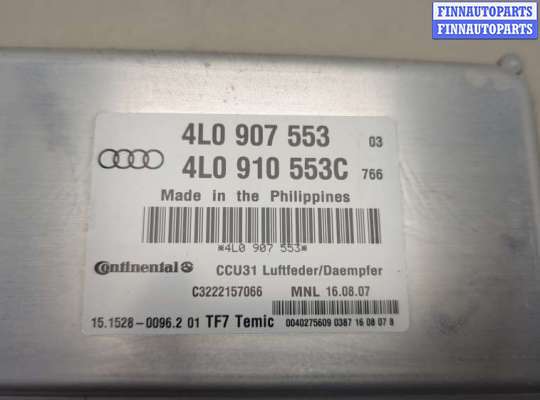 FINNAUTOPARTS
FINNAUTOPARTS
4L0 907 553 03
4L0 910 553C 766
Made in the Philippines
*4L0 907 553*
Continental CCU31 Luftfeder/Daempfer
C3222157066 MNL 16.08.07
15.1528-0096.2 01 TF7 Temic 0040275609 0387 16 08 07 8